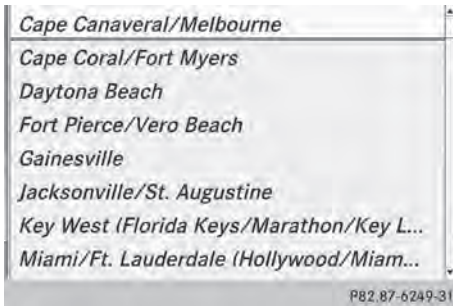 Cape Canaveral/Melbourne
Cape Coral/Fort Myers
Daytona Beach
Fort Pierce/Vero Beach
Gainesville
Jacksonville/St. Augustine
Key West (Florida Keys/Marathon/Key L...
Miami/Ft. Lauderdale (Hollywood/Miam...
P82.87-6249-31